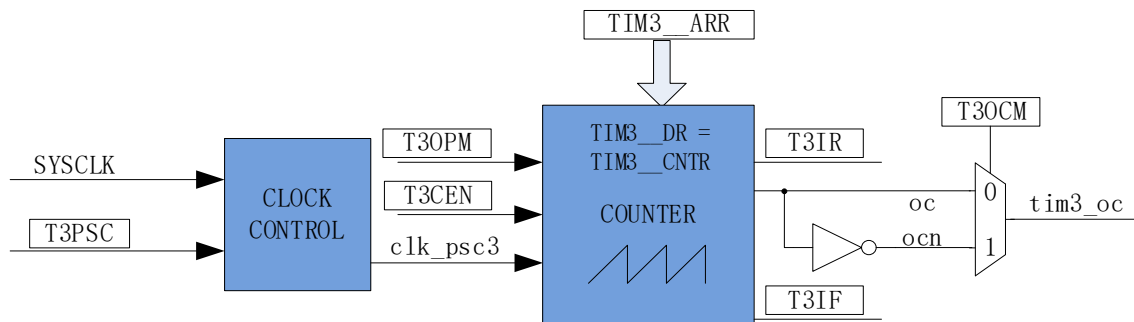 TIM3__ARR
T3OCM
TIM3__DR =
TIM3__CNTR
T3OPM
T3IR
SYSCLK
CLOCK
CONTROL
T3CEN
COUNTER
oc
0
tim3_oc
T3PSC
clk_psc3
ocn
1
T3IF